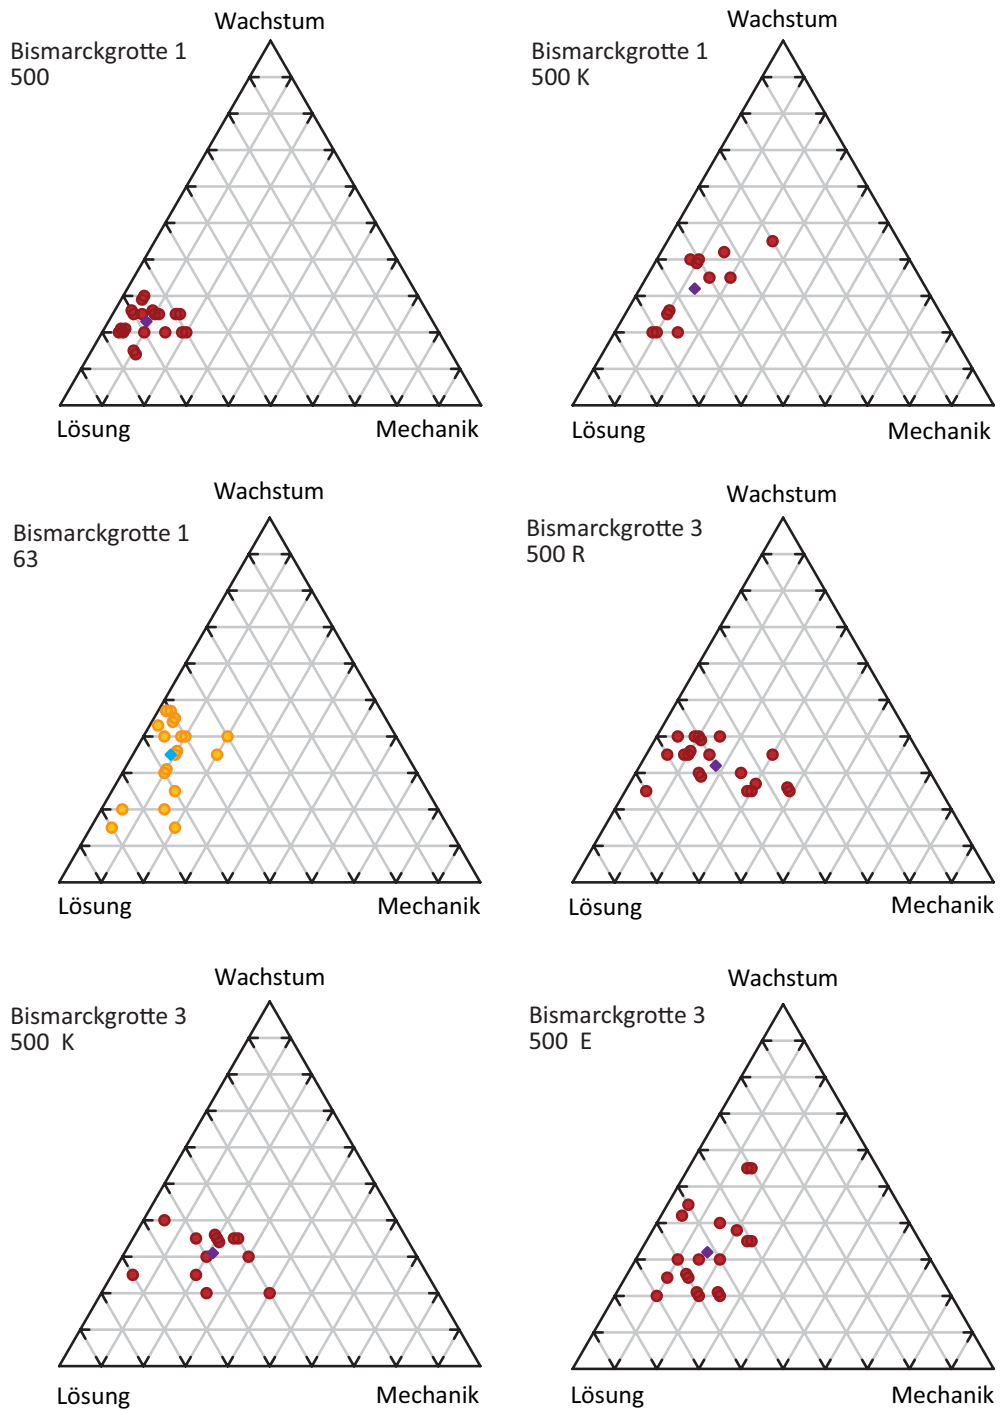 Wachstum
Bismarckgrotte 1
500
Lösung
Mechanik
Wachstum
Bismarckgrotte 1
500 K
Lösung
Mechanik
Wachstum
Bismarckgrotte 1
63
Lösung
Mechanik
Wachstum
Bismarckgrotte 3
500 R
Lösung
Mechanik
Wachstum
Bismarckgrotte 3
500 K
Lösung
Mechanik
Wachstum
Bismarckgrotte 3
500 E
Lösung
Mechanik